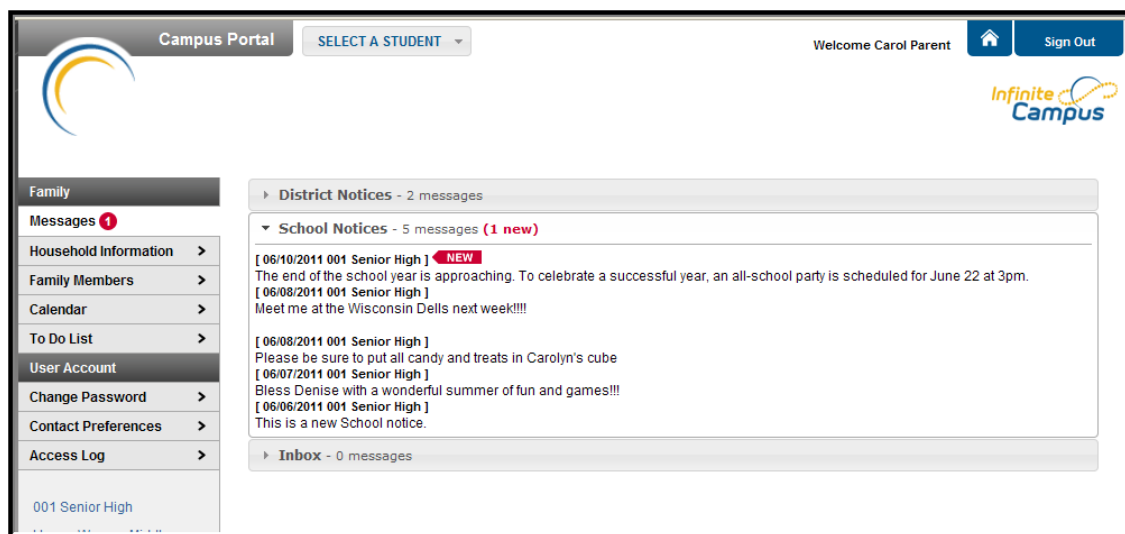 Campus Portal
SELECT A STUDENT
Welcome Carol Parent
Sign Out
Infinite
Campus
Family
Messages 1
Household Information >
Family Members >
Calendar >
To Do List >
User Account
Change Password >
Contact Preferences >
Access Log >
001 Senior High
District Notices - 2 messages
School Notices - 5 messages (1 new)
[ 06/10/2011 001 Senior High ] NEW
The end of the school year is approaching. To celebrate a successful year, an all-school party is scheduled for June 22 at 3pm.
[ 06/08/2011 001 Senior High ]
Meet me at the Wisconsin Dells next week!!!!
[ 06/08/2011 001 Senior High ]
Please be sure to put all candy and treats in Carolyn's cube
[ 06/07/2011 001 Senior High ]
Bless Denise with a wonderful summer of fun and games!!!
[ 06/06/2011 001 Senior High ]
This is a new School notice.
Inbox - 0 messages